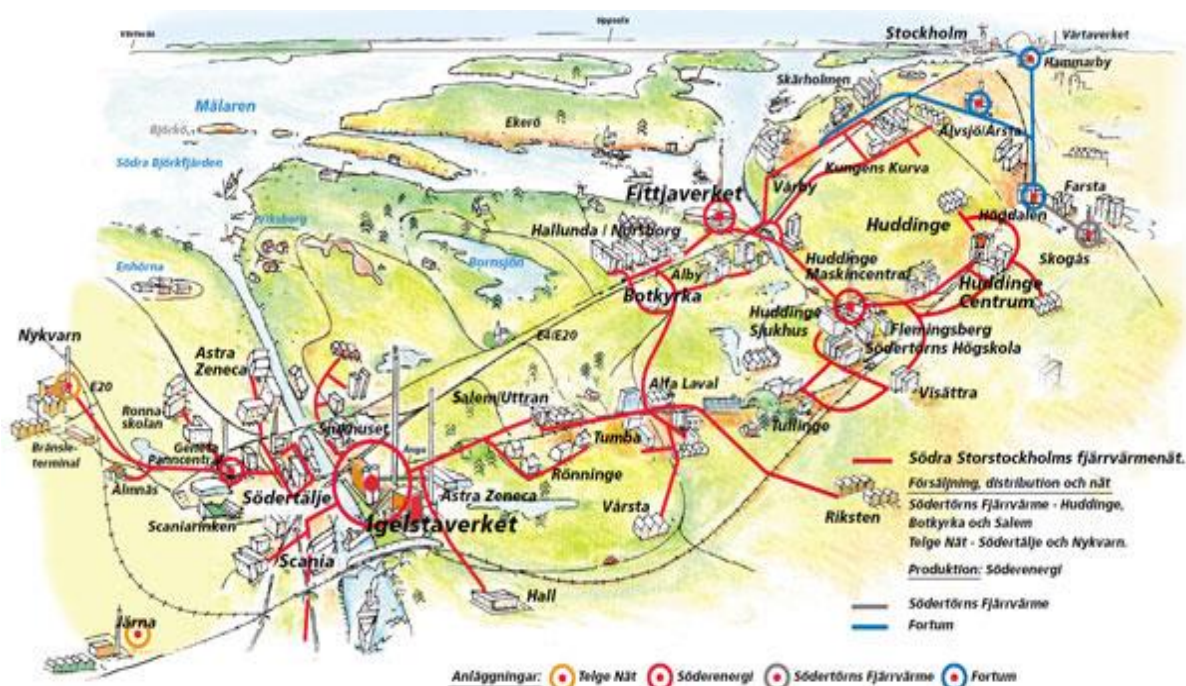 Västerås
Uppsala
Stockholm
Värtaverket
Hammarby
Skärholmen
Mälaren
Björkö
Ekerö
Älvsjö/Årsta
Södra Björkfjärden
Kungens Kurva
Vårby
Fittjaverket
Farsta
Viksberg
Hallunda / Norsborg
Huddinge
Högdalen
Bornsjön
Enhörna
Alby
Huddinge
Maskincentral
Skogås
Botkyrka
Huddinge
Centrum
Huddinge
Sjukhus
Flemingsberg
Södertörns Högskola
E4/E20
Nykvarn
Astra
Zeneca
E20
Alfa Laval
Visättra
Salem/Uttran
Ronna
skolan
Snushuset
Tumba
Tullinge
Bränsle-
terminal
Geneta
Panncentral
Ånga
Rönninge
Almnäs
Södertälje
Astra Zeneca
Scaniarinken
Igelstaverket
Vårsta
Riksten
Scania
Hall
Järna
Södra Storstockholms fjärrvärmenät.
Försäljning, distribution och nät
Södertörns Fjärrvärme - Huddinge,
Botkyrka och Salem
Telge Nät - Södertälje och Nykvarn.
Produktion: Söderenergi
Södertörns Fjärrvärme
Fortum
Anläggningar: Telge Nät Söderenergi Södertörns Fjärrvärme Fortum